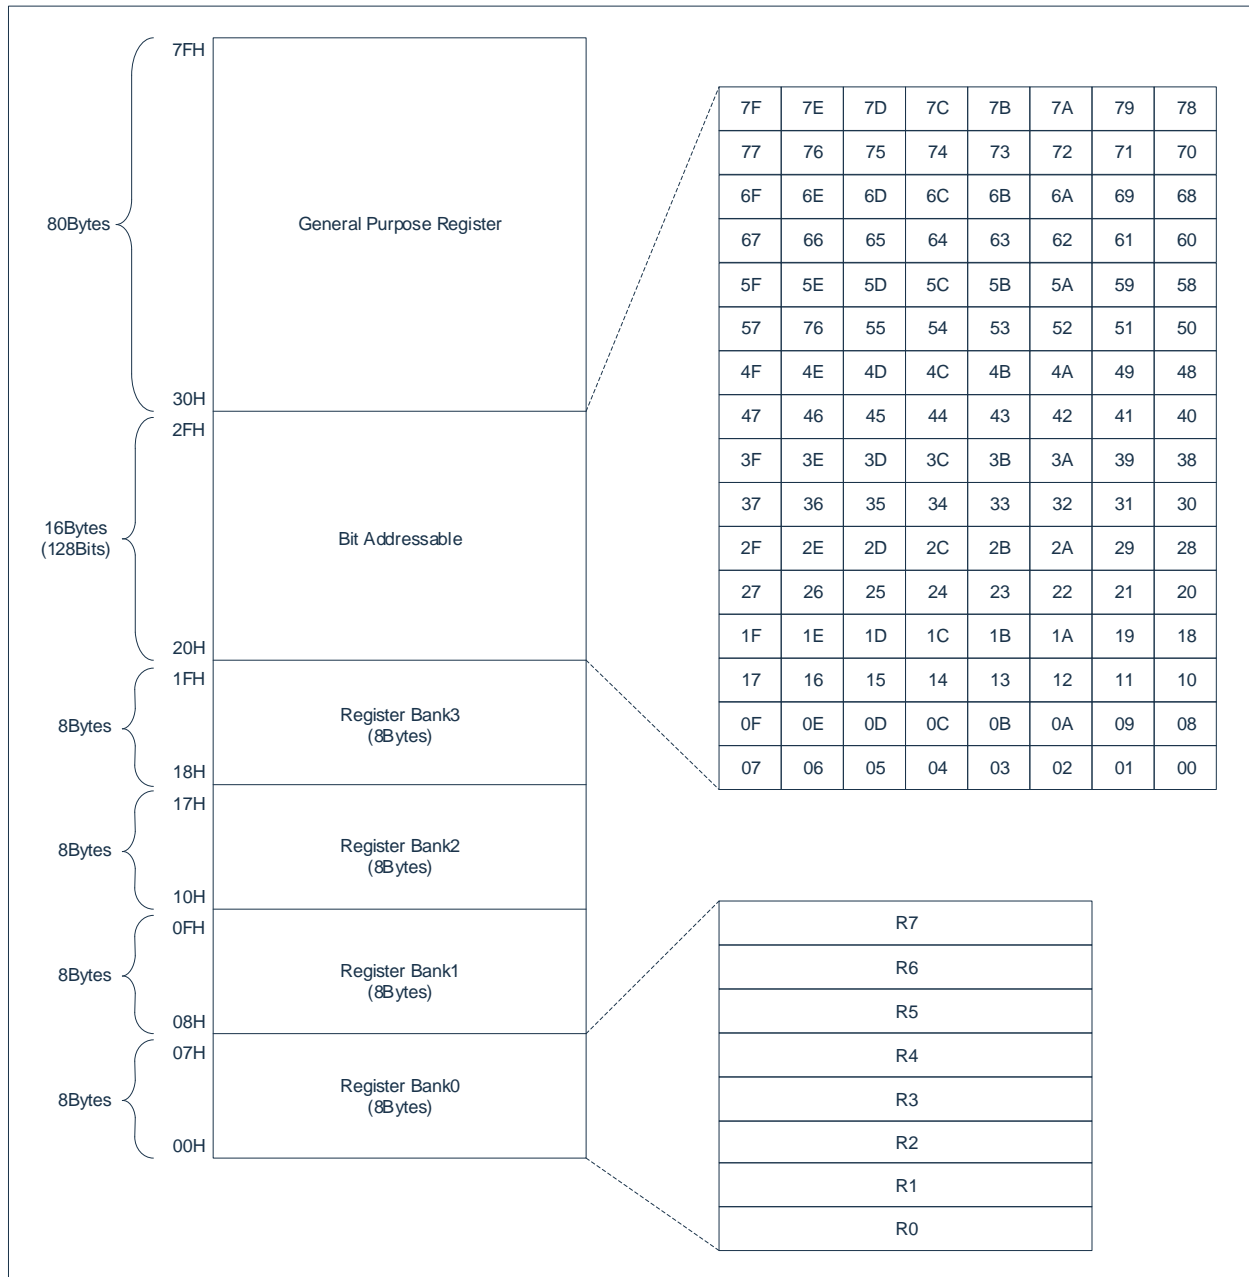 7FH
80Bytes
General Purpose Register
30H
2FH
16Bytes
(128Bits)
Bit Addressable
20H
1FH
8Bytes
Register Bank3
(8Bytes)
18H
17H
8Bytes
Register Bank2
(8Bytes)
10H
0FH
8Bytes
Register Bank1
(8Bytes)
08H
07H
8Bytes
Register Bank0
(8Bytes)
00H
7F 7E 7D 7C 7B 7A 79 78
77 76 75 74 73 72 71 70
6F 6E 6D 6C 6B 6A 69 68
67 66 65 64 63 62 61 60
5F 5E 5D 5C 5B 5A 59 58
57 76 55 54 53 52 51 50
4F 4E 4D 4C 4B 4A 49 48
47 46 45 44 43 42 41 40
3F 3E 3D 3C 3B 3A 39 38
37 36 35 34 33 32 31 30
2F 2E 2D 2C 2B 2A 29 28
27 26 25 24 23 22 21 20
1F 1E 1D 1C 1B 1A 19 18
17 16 15 14 13 12 11 10
0F 0E 0D 0C 0B 0A 09 08
07 06 05 04 03 02 01 00
R7
R6
R5
R4
R3
R2
R1
R0